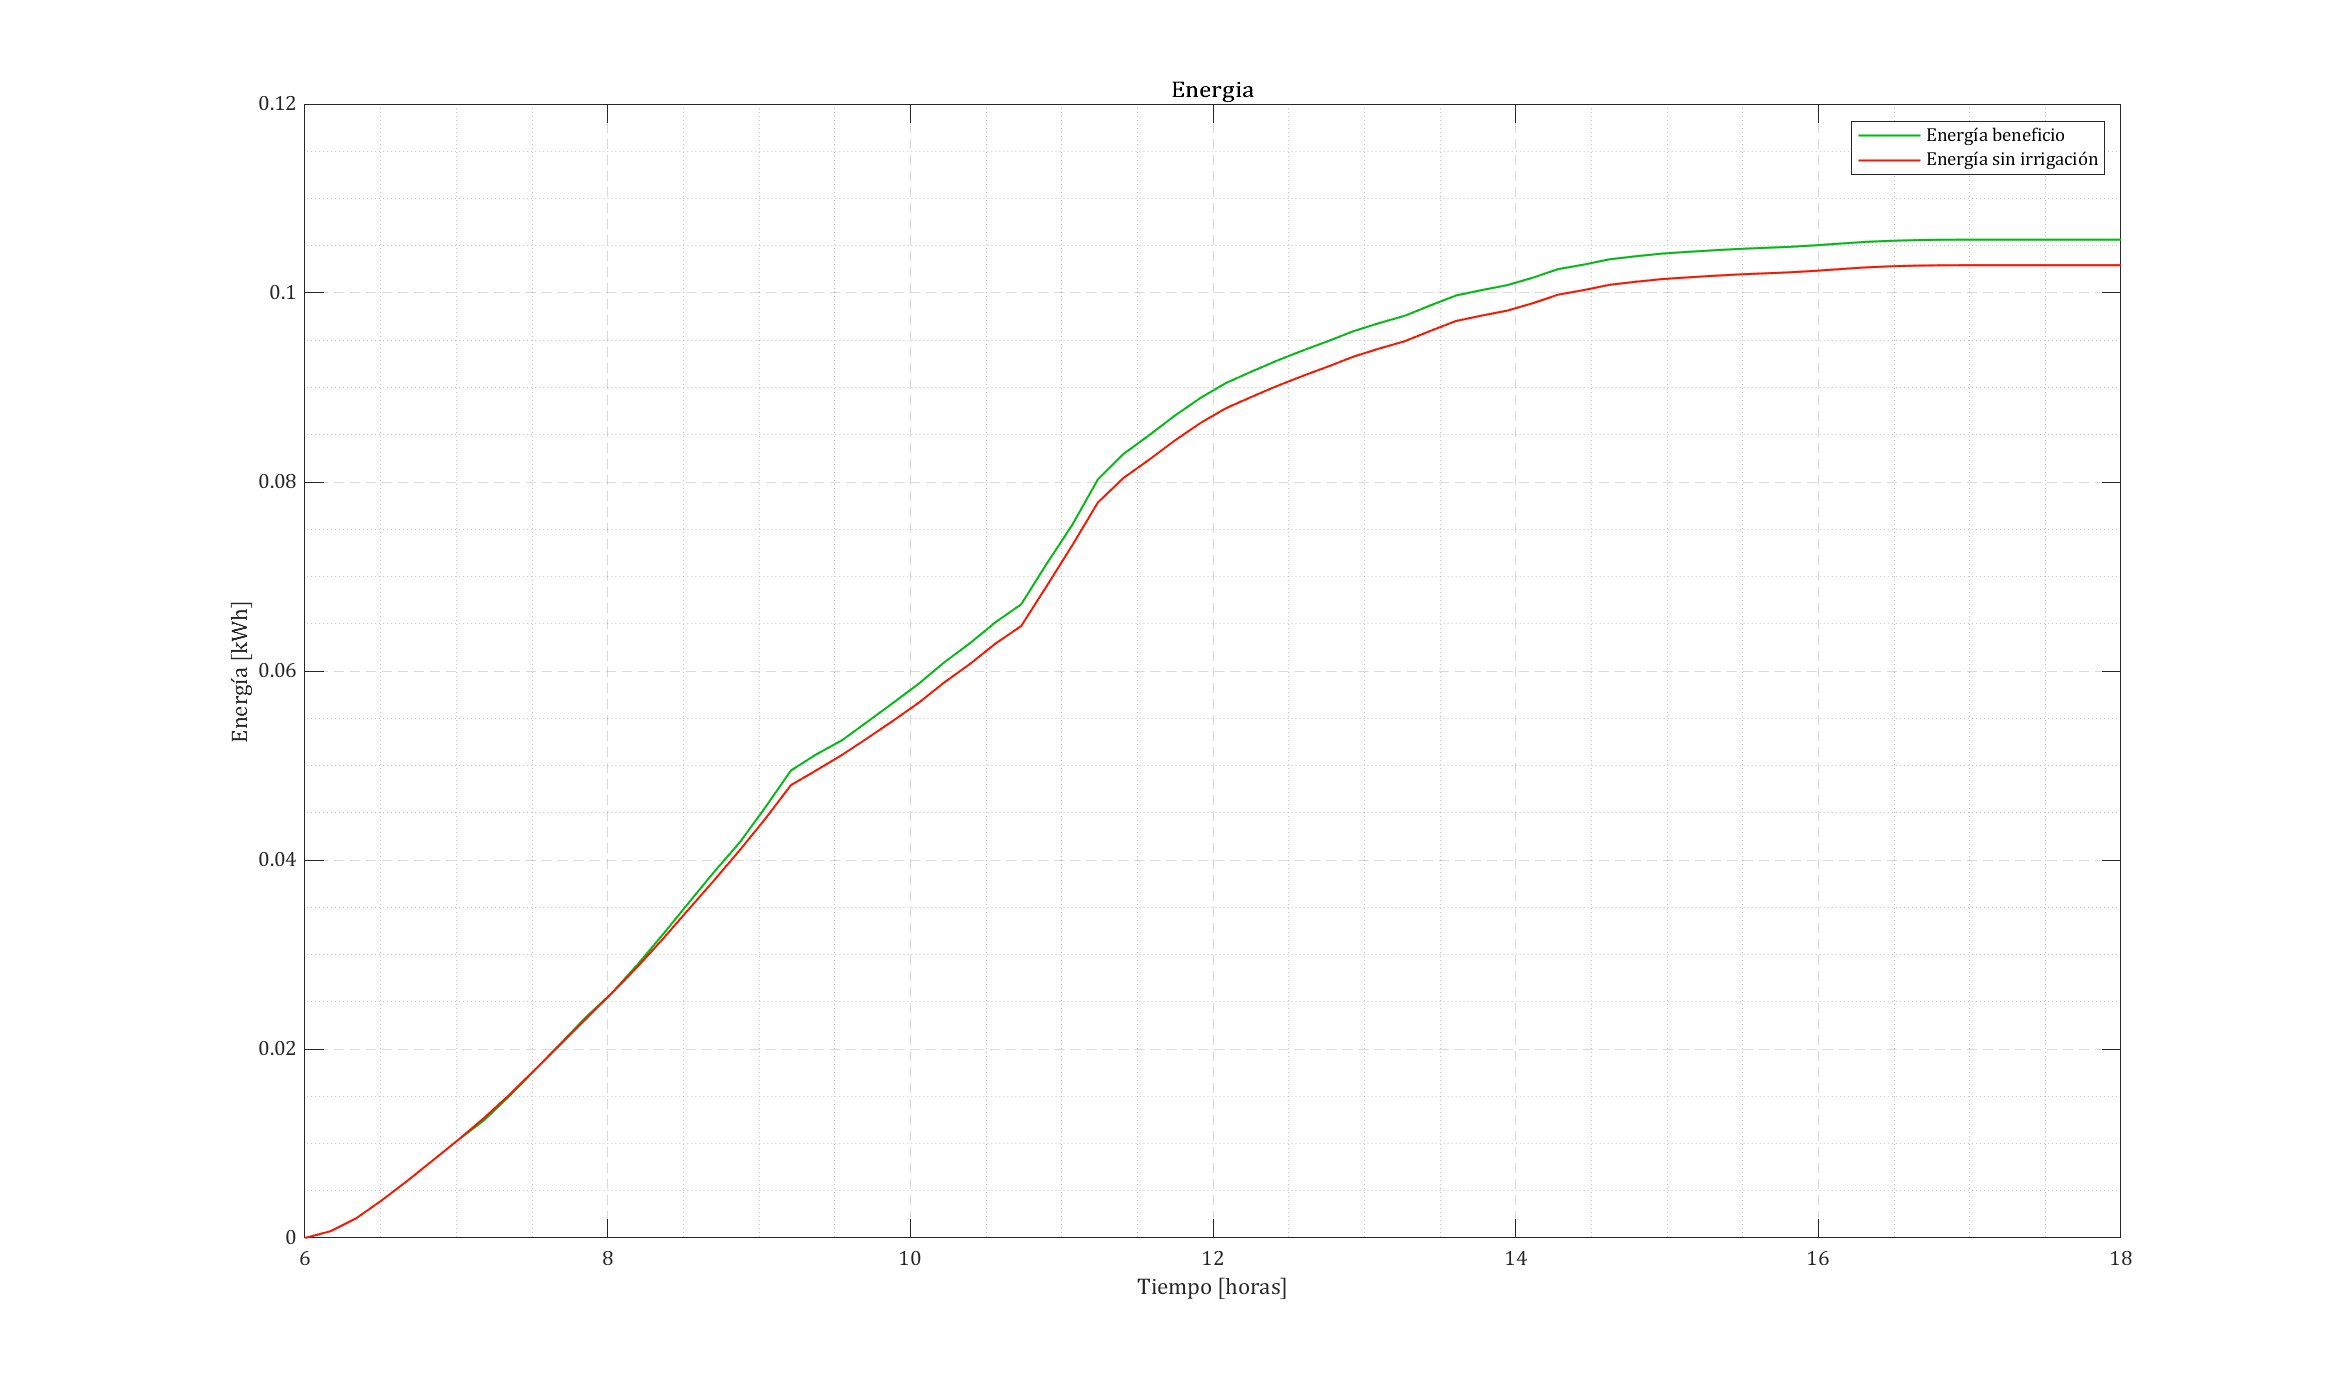 Energia
Energía beneficio
Energía sin irrigación
0.12
0.1
0.08
0.06
0.04
0.02
0
Energía [kWh]
6 8 10 12 14 16 18
Tiempo [horas]